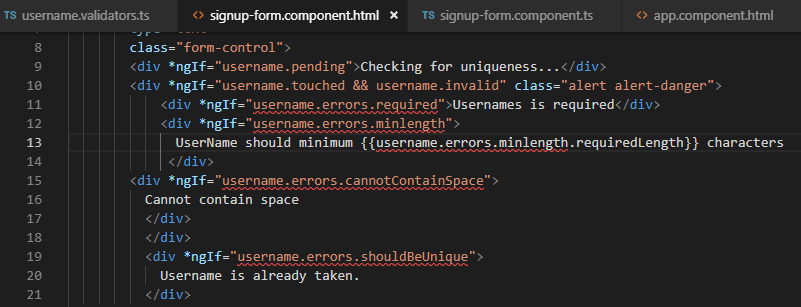 TS username.validators.ts <> signup-form.component.html × TS signup-form.component.ts <> app.component.html
8 class="form-control">
9 <div *ngIf="username.pending">Checking for uniqueness...</div>
10 <div *ngIf="username.touched && username.invalid" class="alert alert-danger">
11 <div *ngIf="username.errors.required">Usernames is required</div>
12 <div *ngIf="username.errors.minlength">
13 UserName should minimum {{username.errors.minlength.requiredLength}} characters
14 </div>
15 <div *ngIf="username.errors.cannotContainSpace">
16 Cannot contain space
17 </div>
18 </div>
19 <div *ngIf="username.errors.shouldBeUnique">
20 Username is already taken.
21 </div>